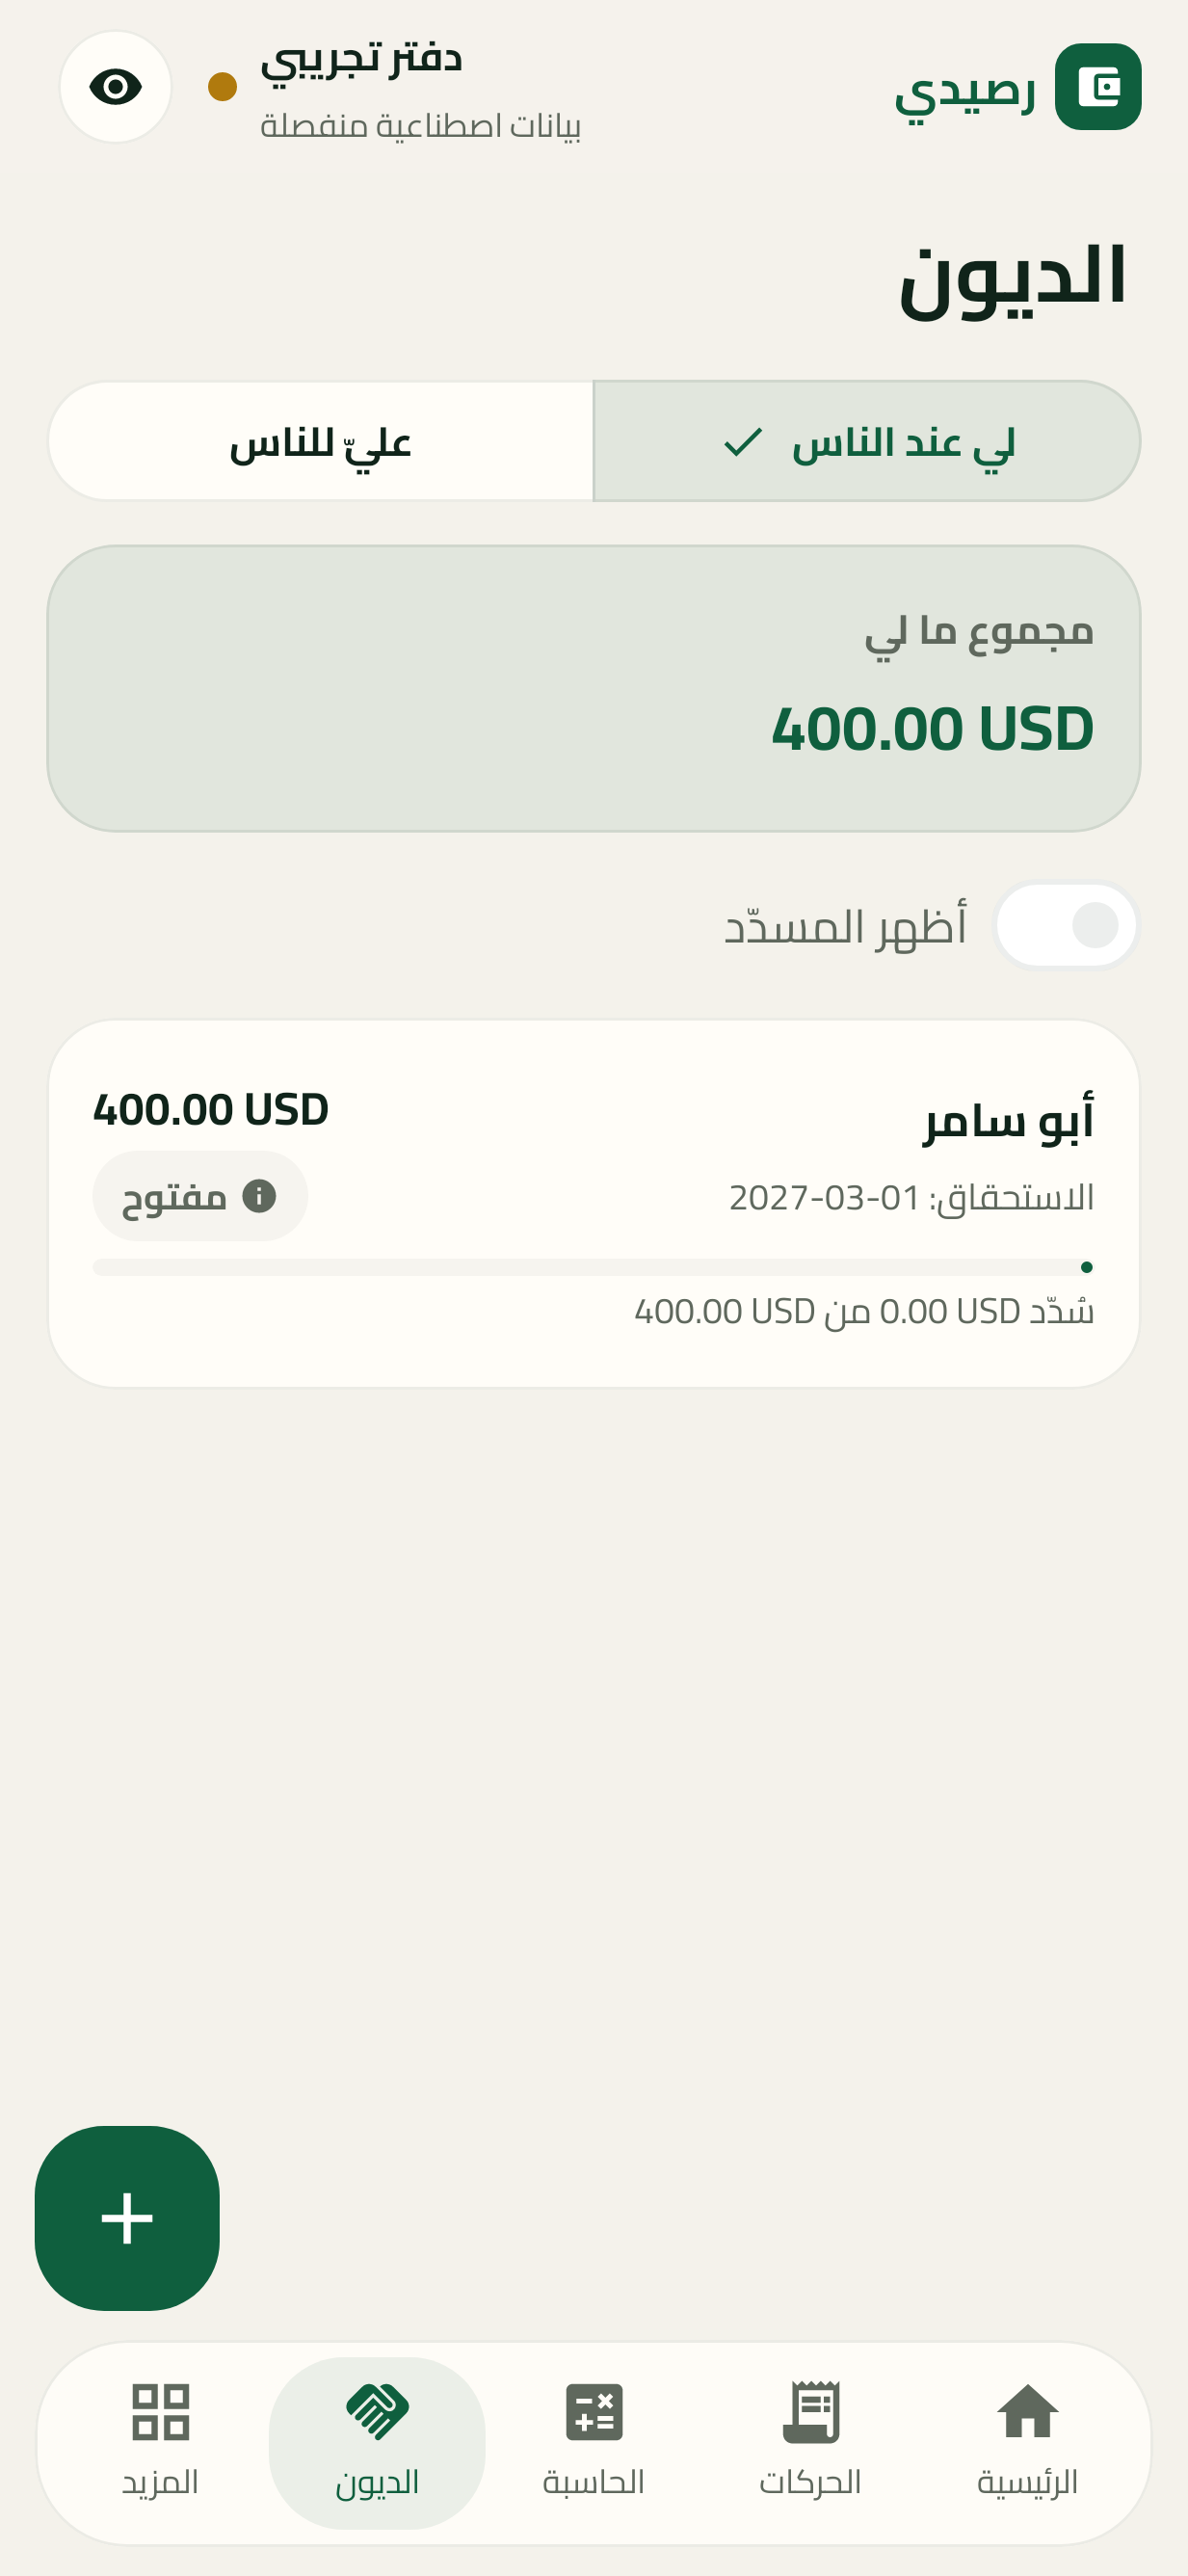 رصيدي
دفتر تجريبي
بيانات اصطناعية منفصلة
الديون
لي عند الناس
عليّ للناس
مجموع ما لي
400.00 USD
أظهر المسدّد
أبو سامر
400.00 USD
الاستحقاق: 2027-03-01
مفتوح
سُدّد 0.00 USD من 400.00 USD
الرئيسية
الحركات
الحاسبة
الديون
المزيد